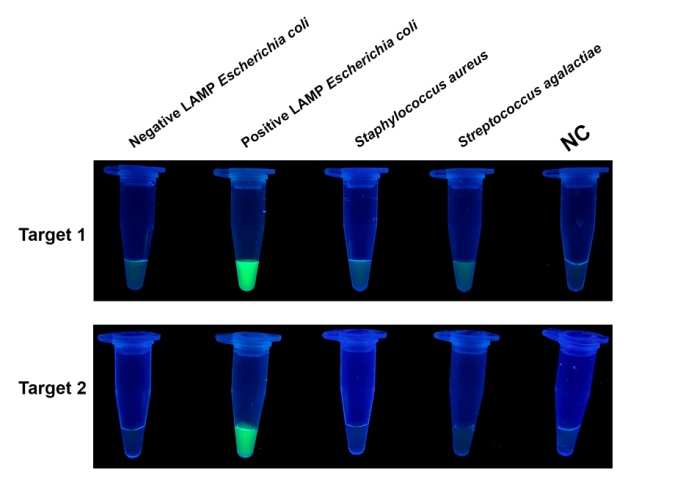 Negative LAMP Escherichia coli
Positive LAMP Escherichia coli
Staphylococcus aureus
Streptococcus agalactiae
NC
Target 1
Target 2